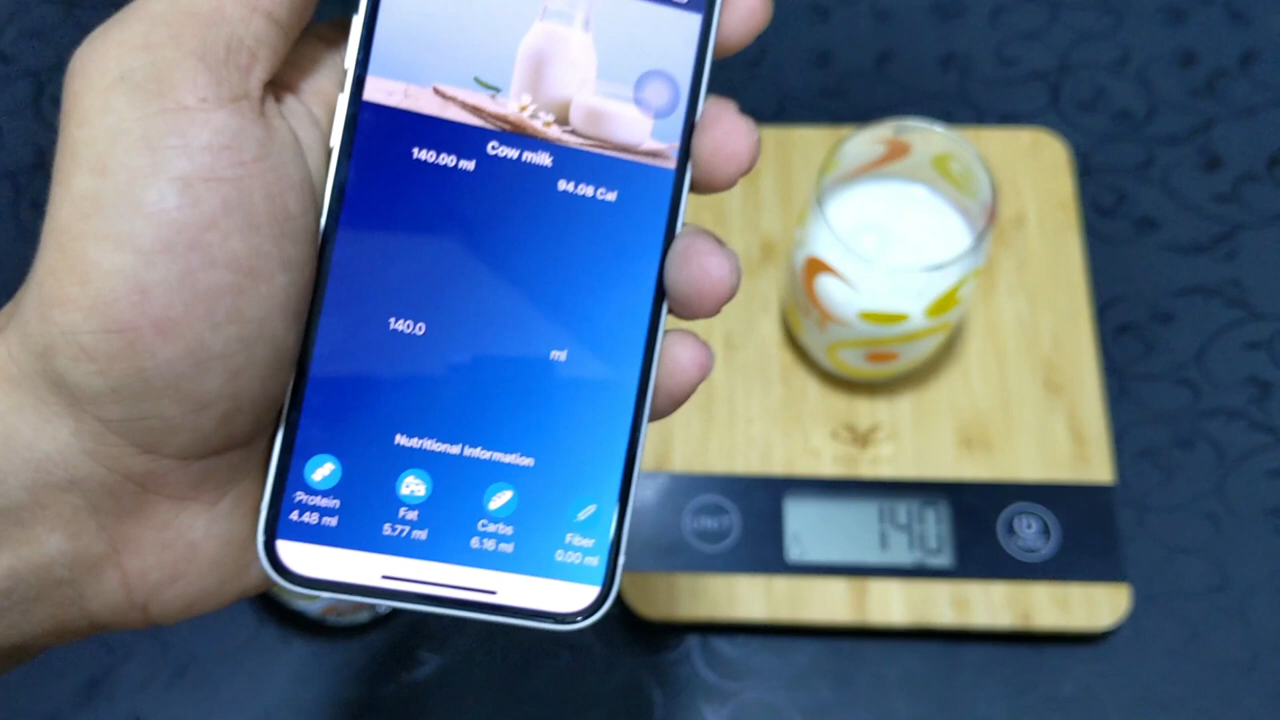 Cow milk
140.00 ml
94.08 Cal
140.0
ml
Nutritional Information
Protein
4.48 ml
Fat
5.77 ml
Carbs
6.16 ml
Fiber
0.00 ml
UNIT
140